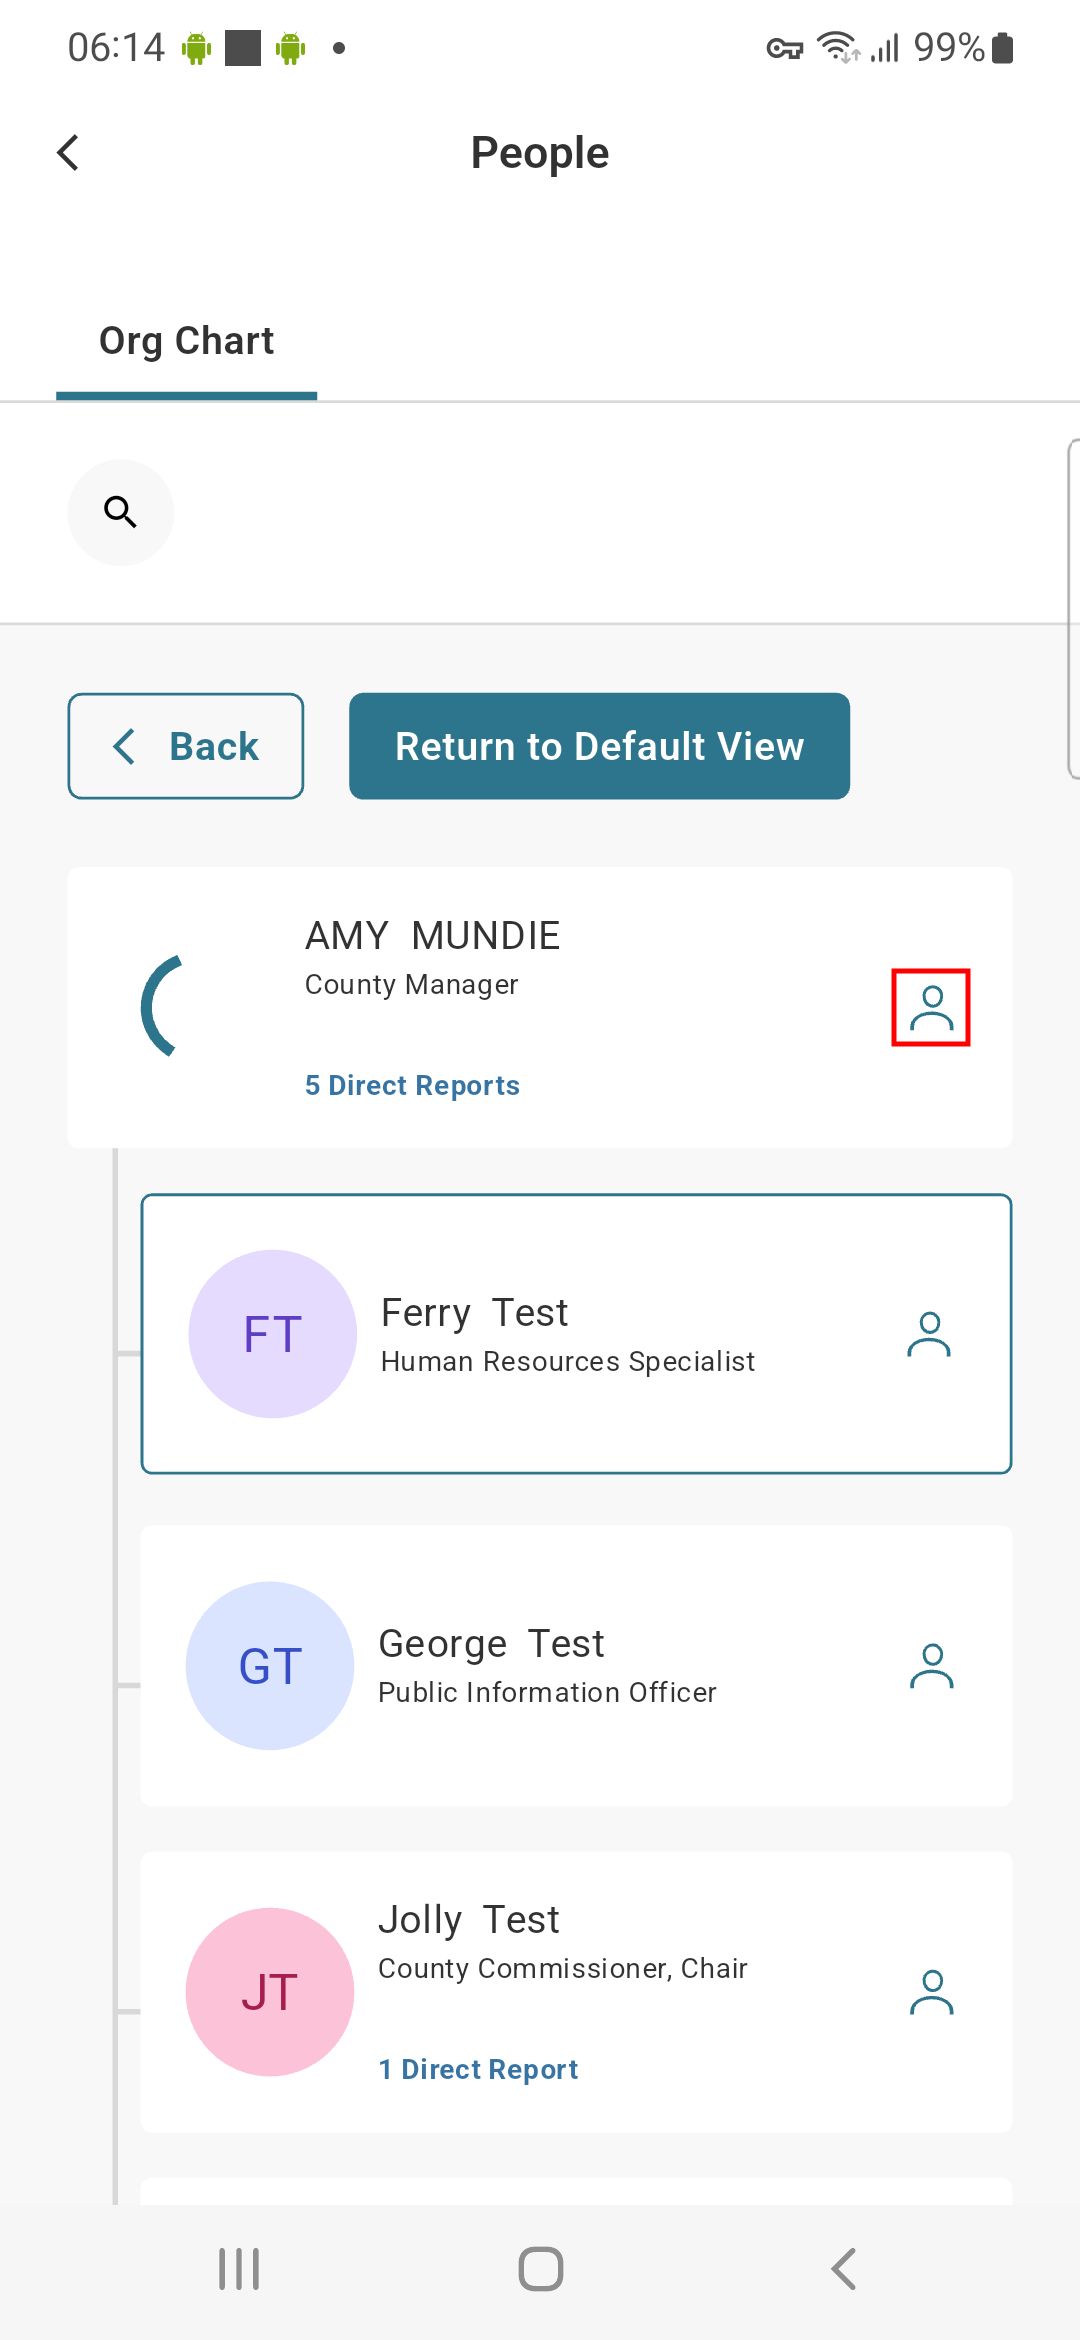 06:14
99%
People
Org Chart
Back
Return to Default View
AMY MUNDIE
County Manager
5 Direct Reports
FT
Ferry Test
Human Resources Specialist
GT
George Test
Public Information Officer
JT
Jolly Test
County Commissioner, Chair
1 Direct Report